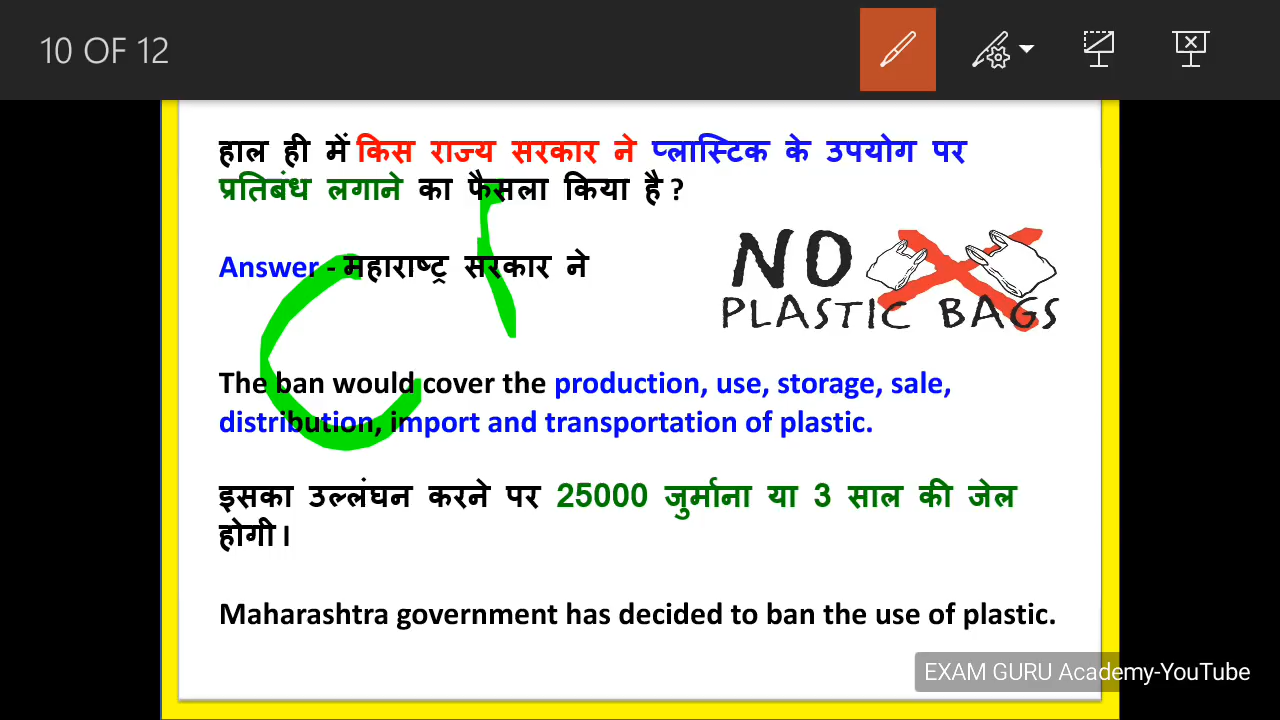 10 OF 12
हाल ही में किस राज्य सरकार ने प्लास्टिक के उपयोग पर
प्रतिबंध लगाने का फैसला किया है ?
Answer - महाराष्ट्र सरकार ने
NO
PLASTIC BAGS
The ban would cover the production, use, storage, sale,
distribution, import and transportation of plastic.
इसका उल्लंघन करने पर 25000 जुर्माना या 3 साल की जेल
होगी।
Maharashtra government has decided to ban the use of plastic.
EXAM GURU Academy-YouTube